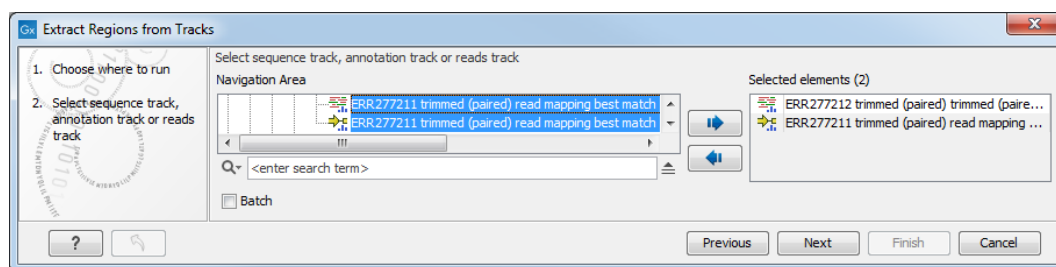 Gx Extract Regions from Tracks
1. Choose where to run
2. Select sequence track, annotation track or reads track
Select sequence track, annotation track or reads track
Navigation Area
ERR277211 trimmed (paired) read mapping best match
ERR277211 trimmed (paired) read mapping best match
<enter search term>
Batch
Selected elements (2)
ERR277212 trimmed (paired) trimmed (paire...
ERR277211 trimmed (paired) read mapping ...
? Previous Next Finish Cancel